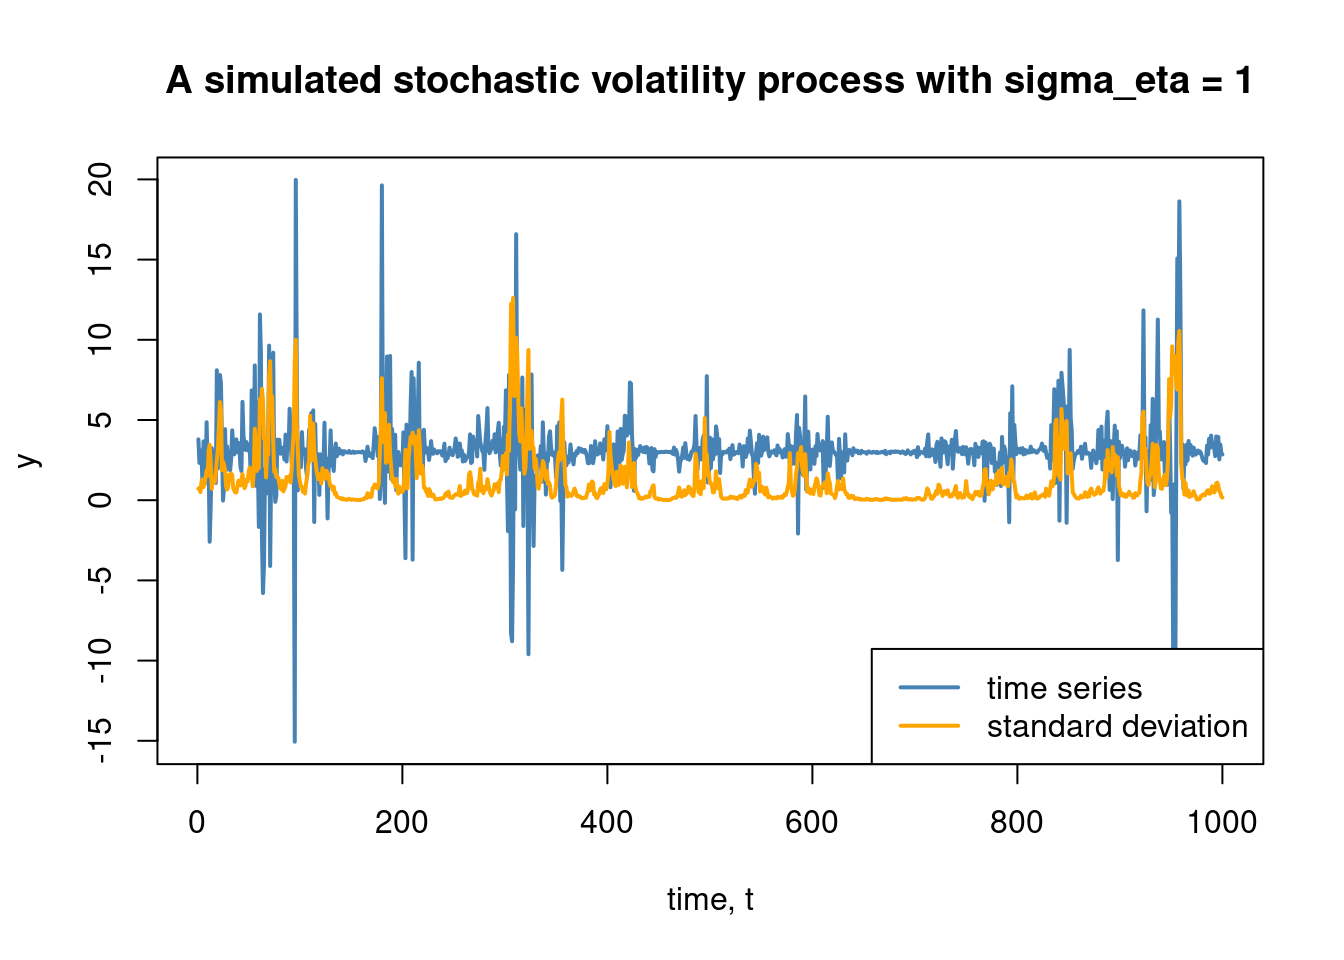 A simulated stochastic volatility process with sigma_eta = 1
y
20
15
10
5
0
-5
-10
-15
time series
standard deviation
0 200 400 600 800 1000
time, t